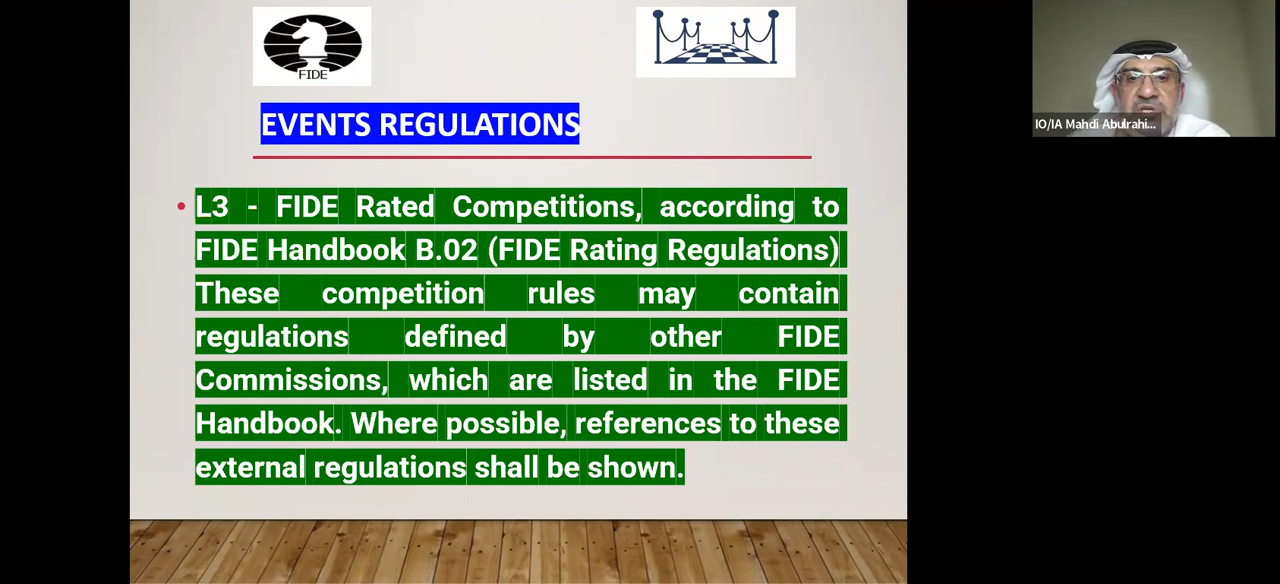 FIDE
EVENTS REGULATIONS
L3 - FIDE Rated Competitions, according to
FIDE Handbook B.02 (FIDE Rating Regulations)
These competition rules may contain
regulations defined by other FIDE
Commissions, which are listed in the FIDE
Handbook. Where possible, references to these
external regulations shall be shown.
IO/IA Mahdi Abulrahi...